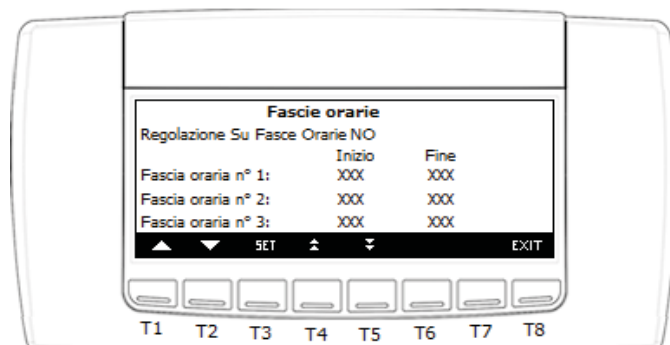 Fascie orarie
Regolazione Su Fasce Orarie NO
Inizio Fine
Fascia oraria n° 1: XXX XXX
Fascia oraria n° 2: XXX XXX
Fascia oraria n° 3: XXX XXX
SET EXIT
T1 T2 T3 T4 T5 T6 T7 T8